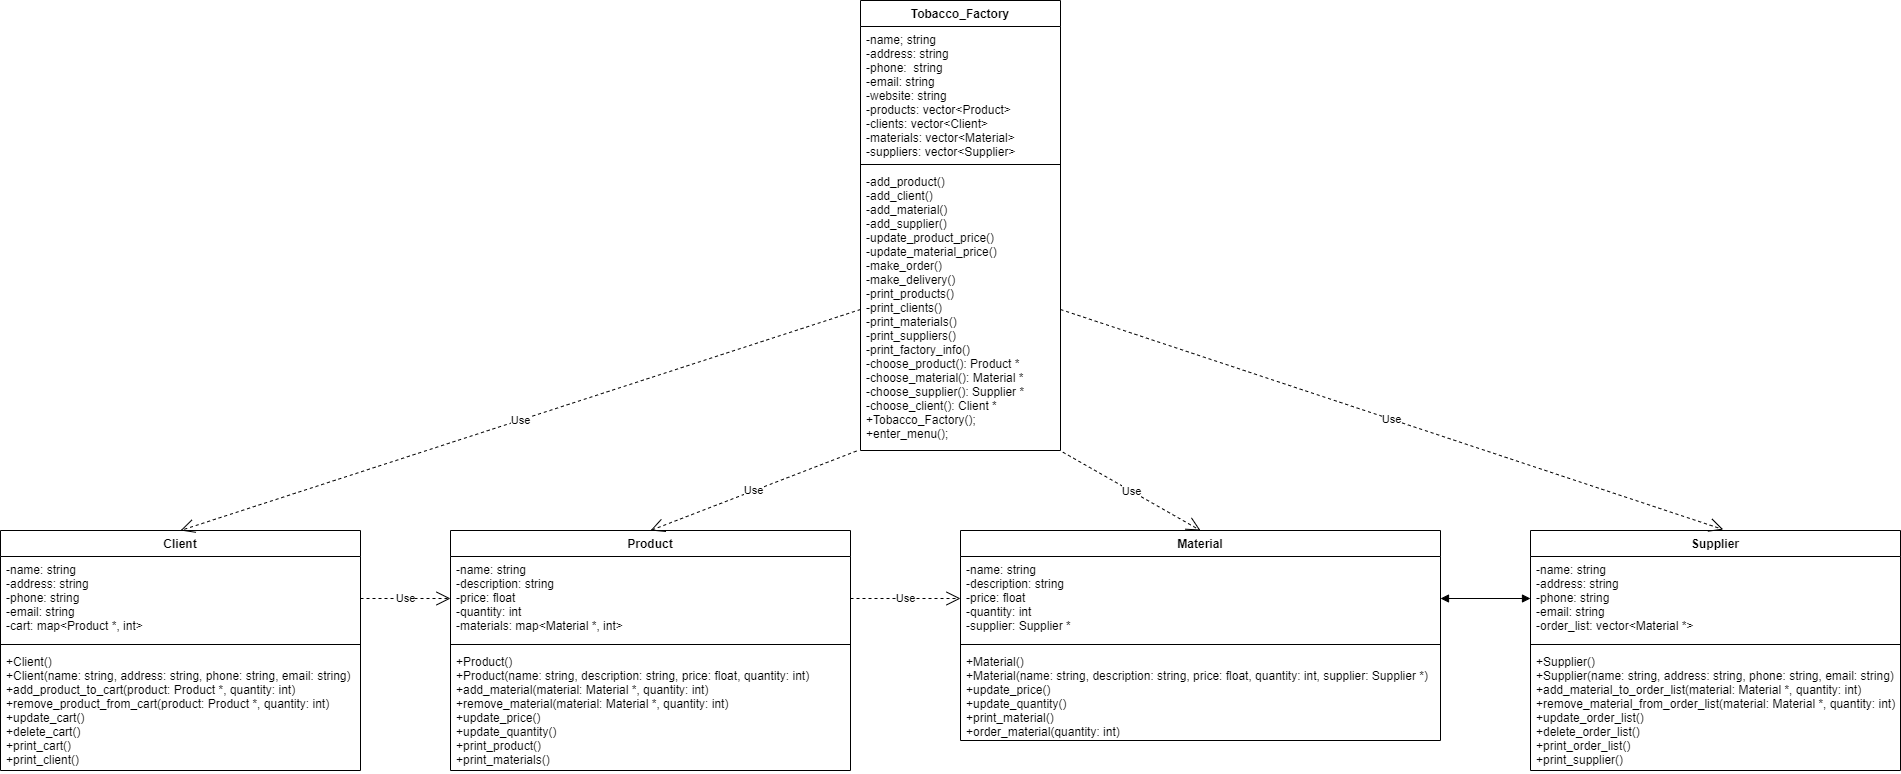 Tobacco_Factory
-name; string
-address: string
-phone:  string
-email: string
-website: string
-products: vector<Product>
-clients: vector<Client>
-materials: vector<Material>
-suppliers: vector<Supplier>
-add_product()
-add_client()
-add_material()
-add_supplier()
-update_product_price()
-update_material_price()
-make_order()
-make_delivery()
-print_products()
-print_clients()
-print_materials()
-print_suppliers()
-print_factory_info()
-choose_product(): Product *
-choose_material(): Material *
-choose_supplier(): Supplier *
-choose_client(): Client *
+Tobacco_Factory();
+enter_menu();
Use
Use
Use
Use
Client
-name: string
-address: string
-phone: string
-email: string
-cart: map<Product *, int>
+Client()
+Client(name: string, address: string, phone: string, email: string)
+add_product_to_cart(product: Product *, quantity: int)
+remove_product_from_cart(product: Product *, quantity: int)
+update_cart()
+delete_cart()
+print_cart()
+print_client()
Use
Product
-name: string
-description: string
-price: float
-quantity: int
-materials: map<Material *, int>
+Product()
+Product(name: string, description: string, price: float, quantity: int)
+add_material(material: Material *, quantity: int)
+remove_material(material: Material *, quantity: int)
+update_price()
+update_quantity()
+print_product()
+print_materials()
Use
Material
-name: string
-description: string
-price: float
-quantity: int
-supplier: Supplier *
+Material()
+Material(name: string, description: string, price: float, quantity: int, supplier: Supplier *)
+update_price()
+update_quantity()
+print_material()
+order_material(quantity: int)
Supplier
-name: string
-address: string
-phone: string
-email: string
-order_list: vector<Material *>
+Supplier()
+Supplier(name: string, address: string, phone: string, email: string)
+add_material_to_order_list(material: Material *, quantity: int)
+remove_material_from_order_list(material: Material *, quantity: int)
+update_order_list()
+delete_order_list()
+print_order_list()
+print_supplier()